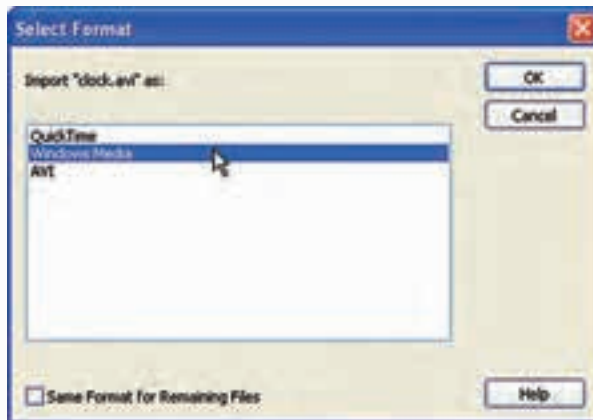 Select Format
Import "clock.avi" as:
OK
Cancel
QuickTime
Windows Media
AVI
Same Format for Remaining Files
Help